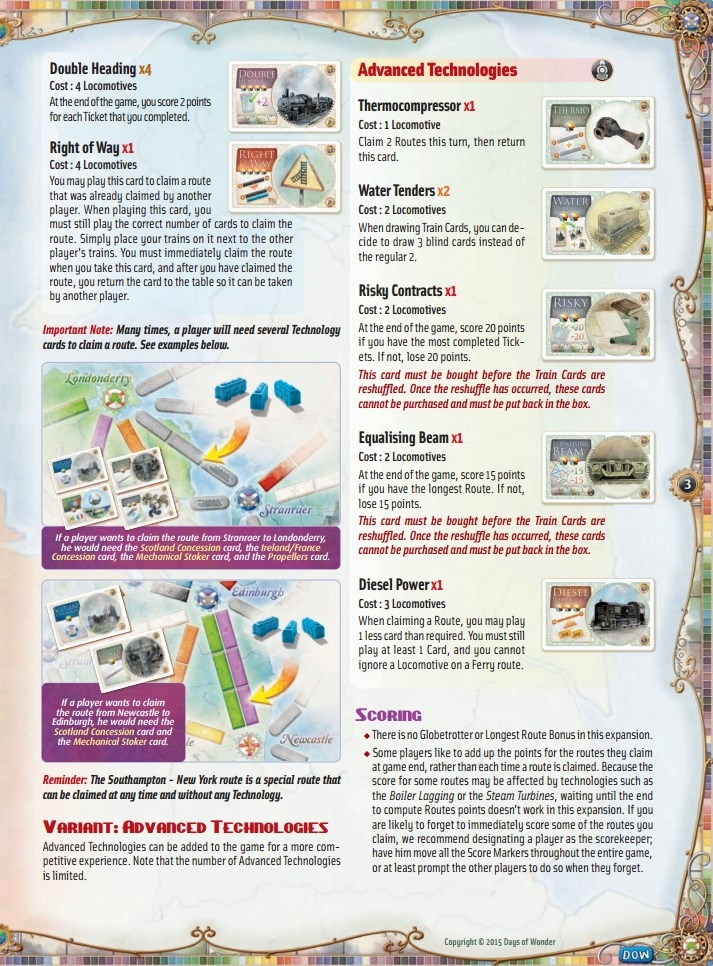 Double Heading x4
Cost : 4 Locomotives
At the end of the game, you score 2 points
for each Ticket that you completed.
DOUBLE
+2
Right of Way x1
Cost : 4 Locomotives
You may play this card to claim a route
that was already claimed by another
player. When playing this card, you
must still play the correct number of cards to claim the
route. Simply place your trains on it next to the other
player's trains. You must immediately claim the route
when you take this card, and after you have claimed the
route, you return the card to the table so it can be taken
by another player.
RIGHT
Important Note: Many times, a player will need several Technology
cards to claim a route. See examples below.
Londonderry
Stranraer
If a player wants to claim the route from Stranraer to Londonderry,
he would need the Scotland Concession card, the Ireland/France
Concession card, the Mechanical Stoker card, and the Propellers card.
Edinburgh
Newcastle
If a player wants to claim
the route from Newcastle to
Edinburgh, he would need the
Scotland Concession card and
the Mechanical Stoker card.
Reminder: The Southampton - New York route is a special route that
can be claimed at any time and without any Technology.
VARIANT: ADVANCED TECHNOLOGIES
Advanced Technologies can be added to the game for a more com-
petitive experience. Note that the number of Advanced Technologies
is limited.
Advanced Technologies
Thermocompressor x1
Cost : 1 Locomotive
Claim 2 Routes this turn, then return
this card.
THERMO
Water Tenders x2
Cost : 2 Locomotives
When drawing Train Cards, you can de-
cide to draw 3 blind cards instead of
the regular 2.
WATER
Risky Contracts x1
Cost : 2 Locomotives
At the end of the game, score 20 points
if you have the most completed Tick-
ets. If not, lose 20 points.
This card must be bought before the Train Cards are
reshuffled. Once the reshuffle has occurred, these cards
cannot be purchased and must be put back in the box.
RISKY
+20
-20
Equalising Beam x1
Cost : 2 Locomotives
At the end of the game, score 15 points
if you have the longest Route. If not,
lose 15 points.
This card must be bought before the Train Cards are
reshuffled. Once the reshuffle has occurred, these cards
cannot be purchased and must be put back in the box.
BEAM
+15
-15
3
Diesel Power x1
Cost : 3 Locomotives
When claiming a Route, you may play
1 less card than required. You must still
play at least 1 Card, and you cannot
ignore a Locomotive on a Ferry route.
DIESEL
SCORING
There is no Globetrotter or Longest Route Bonus in this expansion.
Some players like to add up the points for the routes they claim
at game end, rather than each time a route is claimed. Because the
score for some routes may be affected by technologies such as
the Boiler Lagging or the Steam Turbines, waiting until the end
to compute Routes points doesn't work in this expansion. If you
are likely to forget to immediately score some of the routes you
claim, we recommend designating a player as the scorekeeper;
have him move all the Score Markers throughout the entire game,
or at least prompt the other players to do so when they forget.
Copyright © 2015 Days of Wonder
DOW